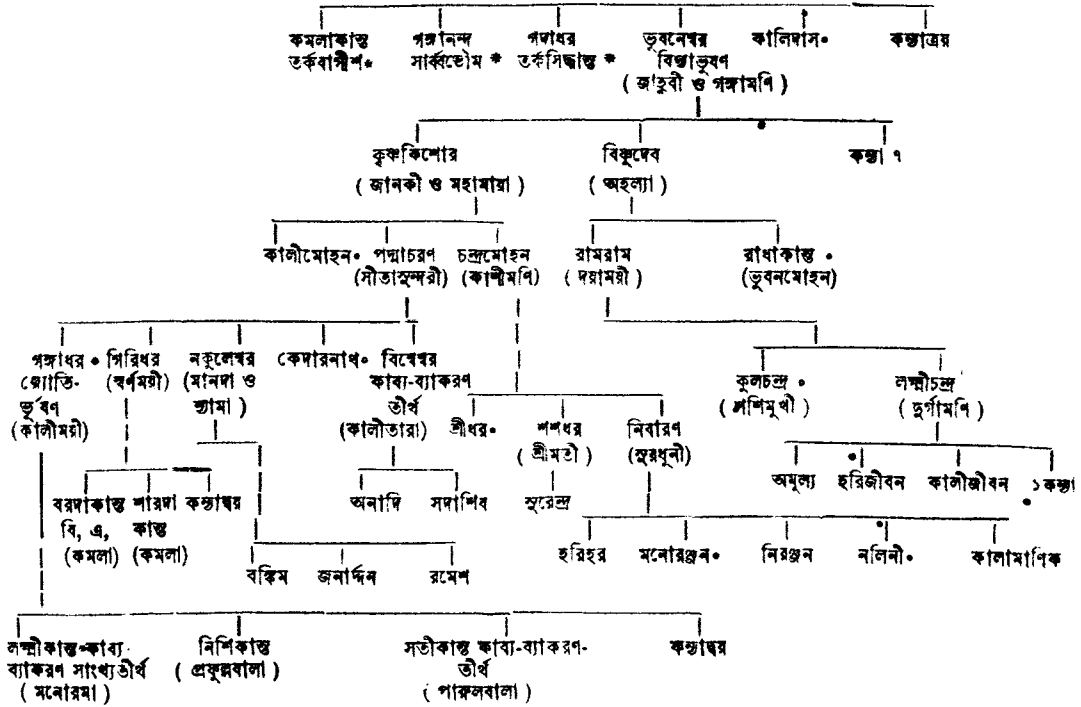 কমলাকান্ত গঙ্গানন্দ গদাধর ভুবনেশ্বর কালিদাস• কন্তাত্রয়
তর্কবাগীশ* সার্ব্বভৌম * তর্কসিদ্ধান্ত * বিদ্যাভূষণ
( জাহ্নবী ও গঙ্গামণি )
কৃষ্ণকিশোর বিষ্ণুদেব কন্তা ৭
( জানকী ও মহামায়া ) ( অহল্যা )
কালীমোহন• পদ্মাচরণ চন্দ্রমোহন রামরাম রাধাকান্ত •
(সীতাসুন্দরী) (কাশীমণি) ( দয়াময়ী ) (ভুবনমোহন)
গঙ্গাধর • গিরিধর নকুলেশ্বর কেদারনাথ• বিশ্বেশ্বর
জ্যোতি- (স্বর্ণময়ী) (মানদা ও কাব্য-ব্যাকরণ কুলচন্দ্র • লক্ষ্মীচন্দ্র
ভূষণ শ্যামা ) তীর্থ ( শশিমুখী ) ( দুর্গামণি )
(কালীময়ী) (কালীতারা) শ্রীধর• শশধর নিবারণ
( শ্রীমতী ) (সুরধুনী)
অমূল্য হরিজীবন কালীজীবন ১কন্তা
বরদাকান্ত শারদা কন্তাদ্বয় অনাদি সদাশিব সুরেন্দ্র
বি, এ, কান্ত
(কমলা) (কমলা) হরিহর মনোরঞ্জন• নিরঞ্জন নলিনী• কালামাণিক
বঙ্কিম জনার্দ্দন রমেশ
লক্ষ্মীকান্ত•কাব্য- নিশিকান্ত সতীকান্ত কাব্য-ব্যাকরণ- কন্তাদ্বয়
ব্যাকরণ সাংখ্যতীর্থ ( প্রফুল্লবালা ) তীর্থ
( মনোরমা ) ( পারুলবালা )